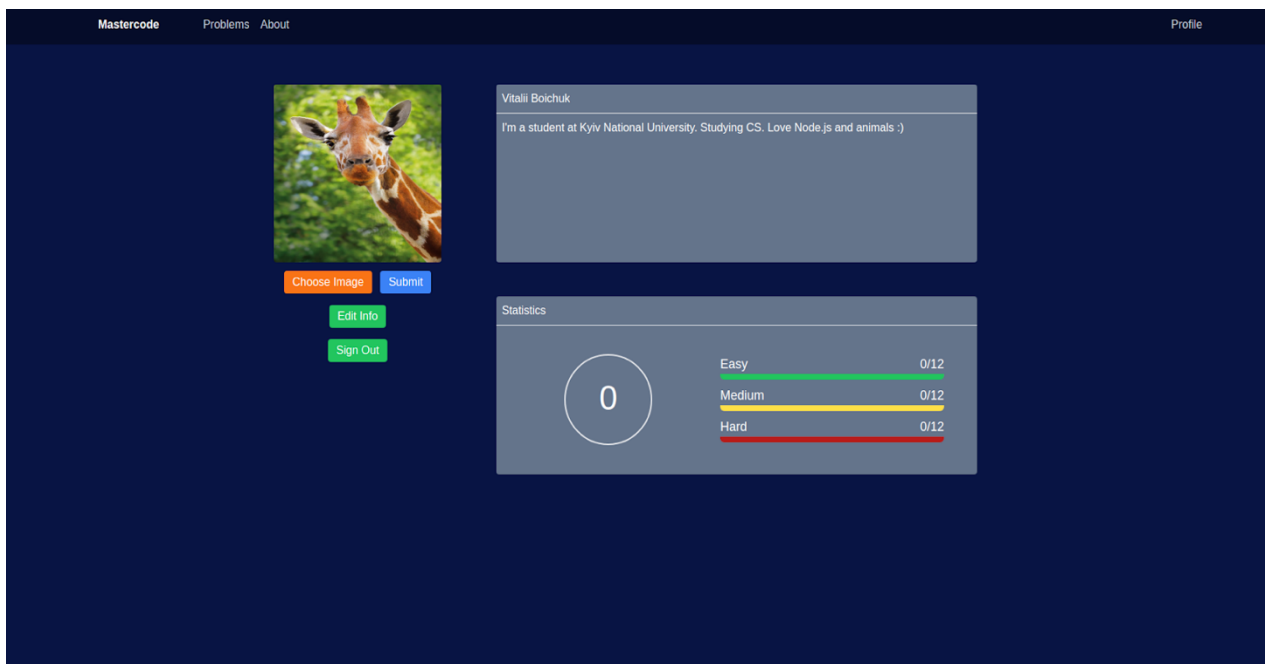 Mastercode Problems About Profile
Vitalii Boichuk
I'm a student at Kyiv National University. Studying CS. Love Node.js and animals :)
Choose Image Submit
Edit Info
Sign Out
Statistics
0
Easy 0/12
Medium 0/12
Hard 0/12